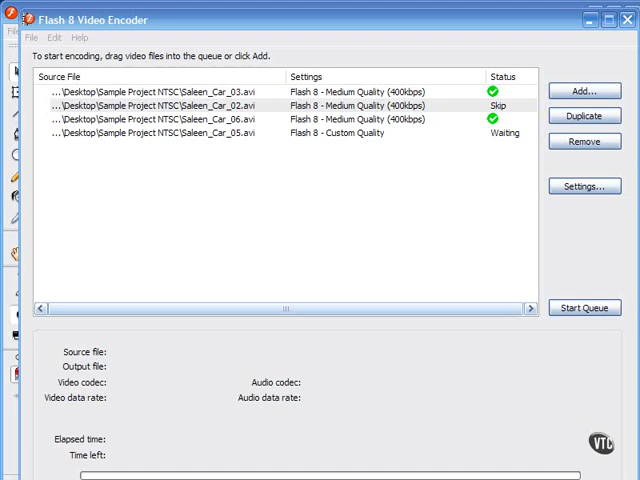 Flash 8 Video Encoder
File Edit Help
To start encoding, drag video files into the queue or click Add.
Source File Settings Status
...\Desktop\Sample Project NTSC\Saleen_Car_03.avi Flash 8 - Medium Quality (400kbps)
...\Desktop\Sample Project NTSC\Saleen_Car_02.avi Flash 8 - Medium Quality (400kbps) Skip
...\Desktop\Sample Project NTSC\Saleen_Car_06.avi Flash 8 - Medium Quality (400kbps)
...\Desktop\Sample Project NTSC\Saleen_Car_05.avi Flash 8 - Custom Quality Waiting
Add...
Duplicate
Remove
Settings...
Start Queue
Source file:
Output file:
Video codec: Audio codec:
Video data rate: Audio data rate:
Elapsed time:
Time left:
VTC